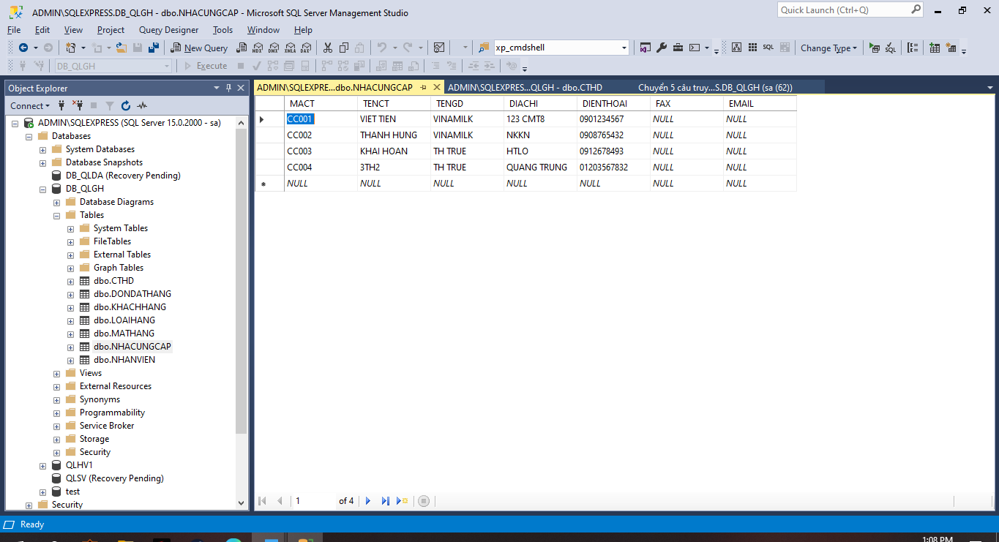 ADMIN\SQLEXPRESS.DB_QLGH - dbo.NHACUNGCAP - Microsoft SQL Server Management Studio
Quick Launch (Ctrl+Q)
File Edit View Project Query Designer Tools Window Help
New Query MDX DMX XMLA DAX xp_cmdshell SQL Change Type SQL
DB_QLGH Execute
Object Explorer
Connect
ADMIN\SQLEXPRESS (SQL Server 15.0.2000 - sa)
Databases
System Databases
Database Snapshots
DB_QLDA (Recovery Pending)
DB_QLGH
Database Diagrams
Tables
System Tables
FileTables
External Tables
Graph Tables
dbo.CTHD
dbo.DONDATHANG
dbo.KHACHHANG
dbo.LOAIHANG
dbo.MATHANG
dbo.NHACUNGCAP
dbo.NHANVIEN
Views
External Resources
Synonyms
Programmability
Service Broker
Storage
Security
QLHV1
QLSV (Recovery Pending)
test
Security
ADMIN\SQLEXPRE...dbo.NHACUNGCAP ADMIN\SQLEXPRES...QLGH - dbo.CTHD Chuyển 5 câu truy...S.DB_QLGH (sa (62))
MACT TENCT TENGD DIACHI DIENTHOAI FAX EMAIL
CC001 VIET TIEN VINAMILK 123 CMT8 0901234567 NULL NULL
CC002 THANH HUNG VINAMILK NKKN 0908765432 NULL NULL
CC003 KHAI HOAN TH TRUE HTLO 0912678493 NULL NULL
CC004 3TH2 TH TRUE QUANG TRUNG 01203567832 NULL NULL
NULL NULL NULL NULL NULL NULL NULL
1 of 4
Ready
1:08 PM